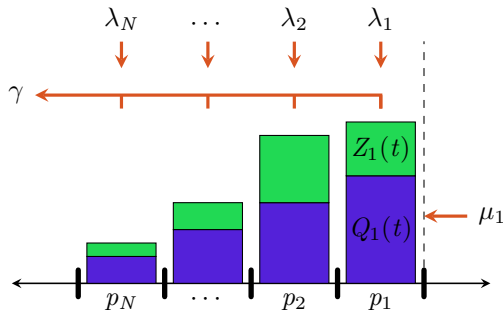 λ_N ... λ_2 λ_1
γ
Z_1(t)
Q_1(t)
μ_1
p_N ... p_2 p_1